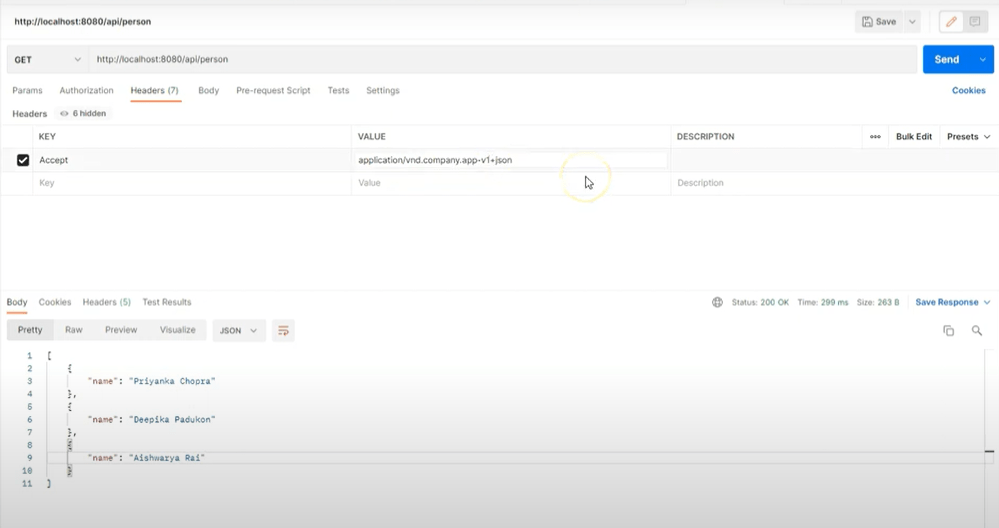 http://localhost:8080/api/person
Save
GET http://localhost:8080/api/person Send
Params Authorization Headers (7) Body Pre-request Script Tests Settings Cookies
Headers 6 hidden
KEY VALUE DESCRIPTION ooo Bulk Edit Presets
Accept application/vnd.company.app-v1+json
Key Value Description
Body Cookies Headers (5) Test Results Status: 200 OK Time: 299 ms Size: 263 B Save Response
Pretty Raw Preview Visualize JSON
1 [
2 {
3 "name": "Priyanka Chopra"
4 },
5 {
6 "name": "Deepika Padukon"
7 },
8 {
9 "name": "Aishwarya Rai"
10 }
11 ]